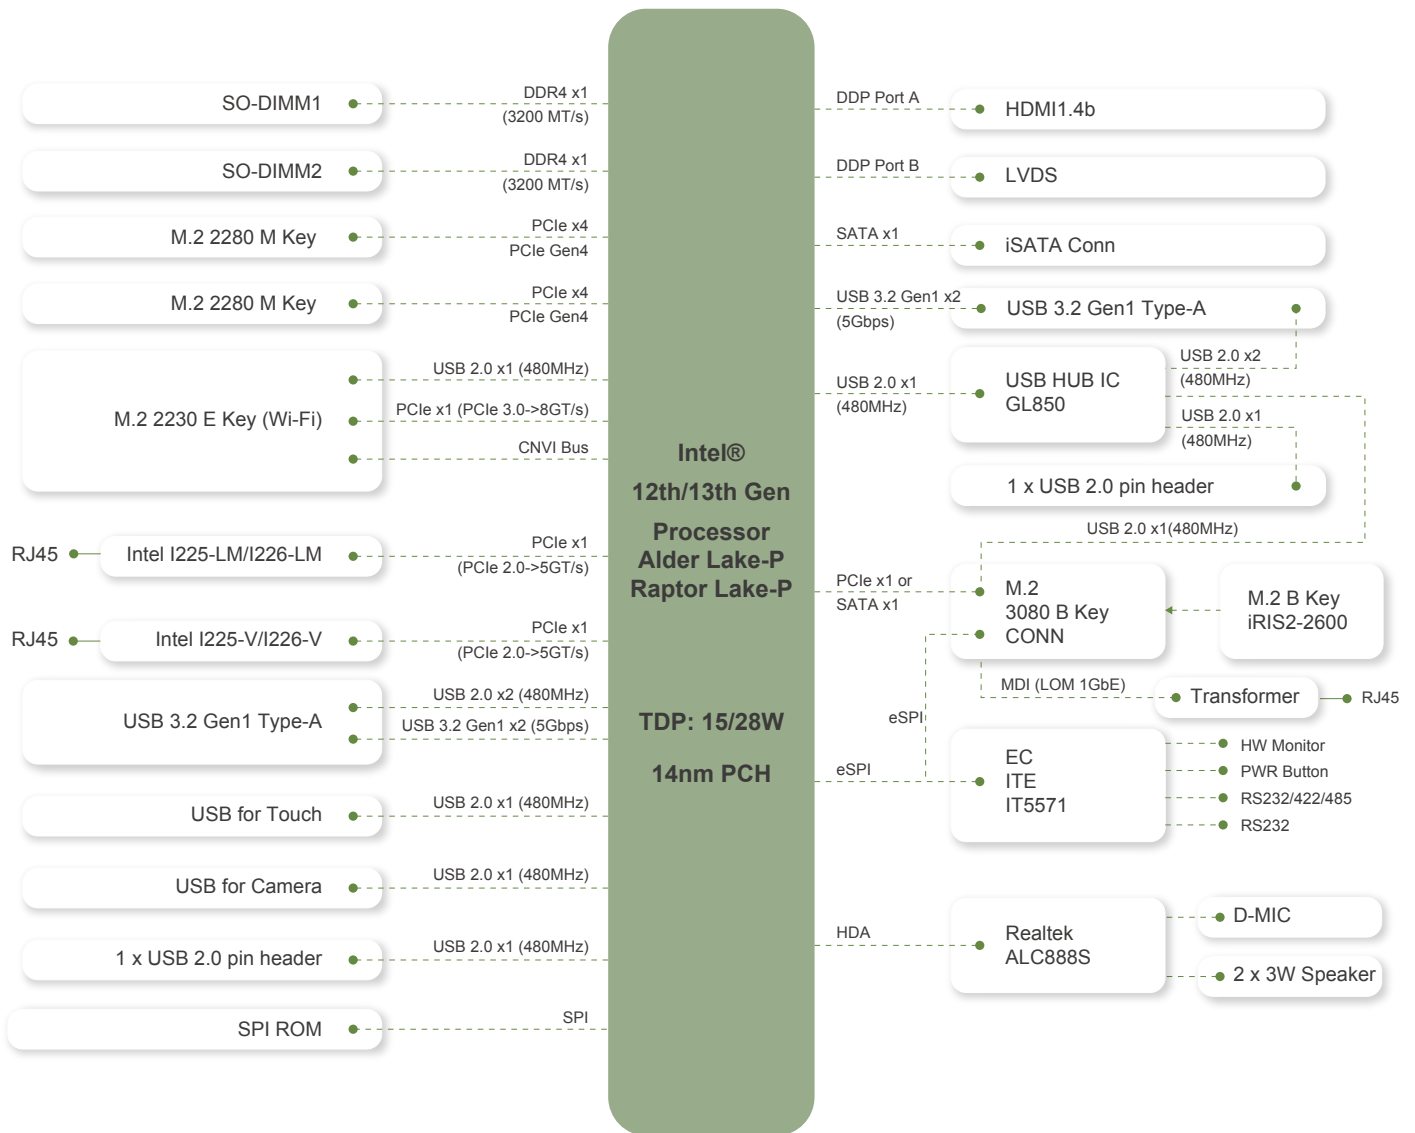 SO-DIMM1
DDR4 x1
(3200 MT/s)
SO-DIMM2
DDR4 x1
(3200 MT/s)
M.2 2280 M Key
PCIe x4
PCIe Gen4
M.2 2280 M Key
PCIe x4
PCIe Gen4
M.2 2230 E Key (Wi-Fi)
USB 2.0 x1 (480MHz)
PCIe x1 (PCIe 3.0->8GT/s)
CNVI Bus
RJ45
Intel I225-LM/I226-LM
PCIe x1
(PCIe 2.0->5GT/s)
RJ45
Intel I225-V/I226-V
PCIe x1
(PCIe 2.0->5GT/s)
USB 3.2 Gen1 Type-A
USB 2.0 x2 (480MHz)
USB 3.2 Gen1 x2 (5Gbps)
USB for Touch
USB 2.0 x1 (480MHz)
USB for Camera
USB 2.0 x1 (480MHz)
1 x USB 2.0 pin header
USB 2.0 x1 (480MHz)
SPI ROM
SPI
Intel®
12th/13th Gen
Processor
Alder Lake-P
Raptor Lake-P
TDP: 15/28W
14nm PCH
DDP Port A
HDMI1.4b
DDP Port B
LVDS
SATA x1
iSATA Conn
USB 3.2 Gen1 x2
(5Gbps)
USB 3.2 Gen1 Type-A
USB 2.0 x1
(480MHz)
USB HUB IC
GL850
USB 2.0 x2
(480MHz)
USB 2.0 x1
(480MHz)
1 x USB 2.0 pin header
USB 2.0 x1(480MHz)
PCIe x1 or
SATA x1
M.2
3080 B Key
CONN
M.2 B Key
iRIS2-2600
MDI (LOM 1GbE)
Transformer
RJ45
eSPI
eSPI
EC
ITE
IT5571
HW Monitor
PWR Button
RS232/422/485
RS232
HDA
Realtek
ALC888S
D-MIC
2 x 3W Speaker